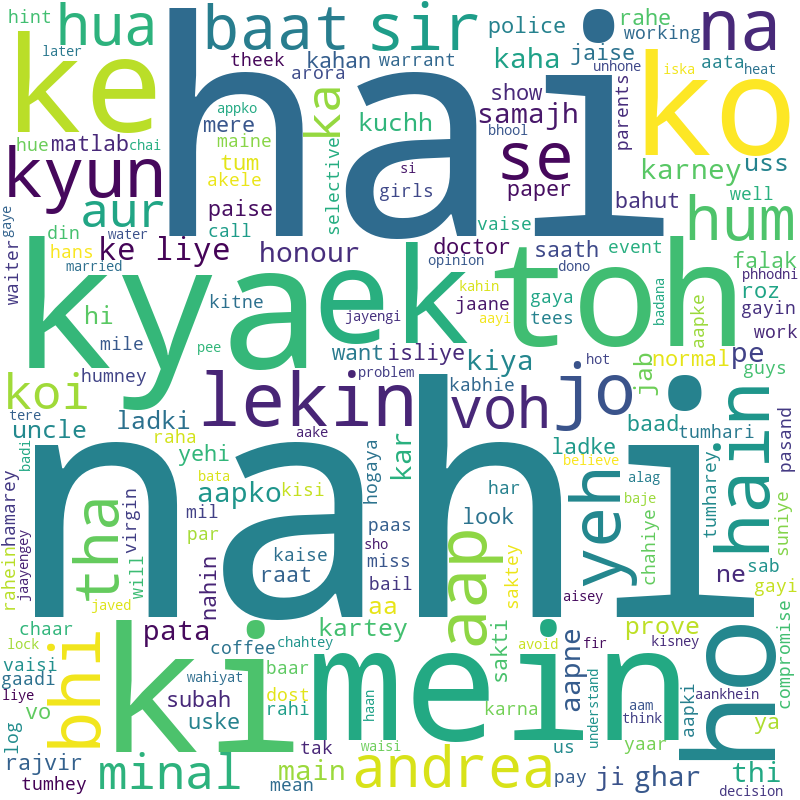 hint
hua
baat
sir
police
rahe
na
later
theek
kahan
warrant
kaha
jaise
working
unhone
iska
heat
aata
ke
hai
ko
arora
appko
mere
ka
kuchh
show
samajh
bhool
parents
hue
matlab
chai
maine
tum
akele
girls
si
se
karney
uss
kyun
aur
paise
selective
paper
bahut
well
call
vaise
hum
din
hans
ke liye
honour
doctor
saath
event
falak
waiter
gaye
water
married
opinion
dono
kahin
phhodni
kya
ek
toh
hi
kitne
jaane
gaya
tees
aayi
badana
aapke
roz
gayin
mile
jayengi
work
humney
pee
want
isliye
kiya
jab
normal
pe
koi
lekin
problem
voh
kabhie
hot
jo
guys
tere
uncle
ladki
aake
baad
tumhari
pasand
badi
raha
yehi
kar
ladke
believe
hain
nahi
bata
aapko
kisi
hogaya
look
har
alag
tumharey
hamarey
tha
virgin
mil
par
paas
saktey
baje
chahiye
suniye
kaise
sho
yeh
sab
rahein
jaayengey
will
raat
nahin
miss
bail
aap
aisey
ne
gayi
javed
aa
chaar
lock
bhi
ki
pata
kartey
mein
prove
ho
coffee
chahtey
sakti
avoid
fir
kisney
compromise
vaisi
gaadi
wahiyat
baar
aapne
aankhein
liye
subah
dost
rahi
haan
karna
understand
aam
think
aapki
vo
uske
ya
log
tak
waisi
us
yaar
rajvir
minal
main
andrea
ji
ghar
thi
tumhey
mean
pay
decision